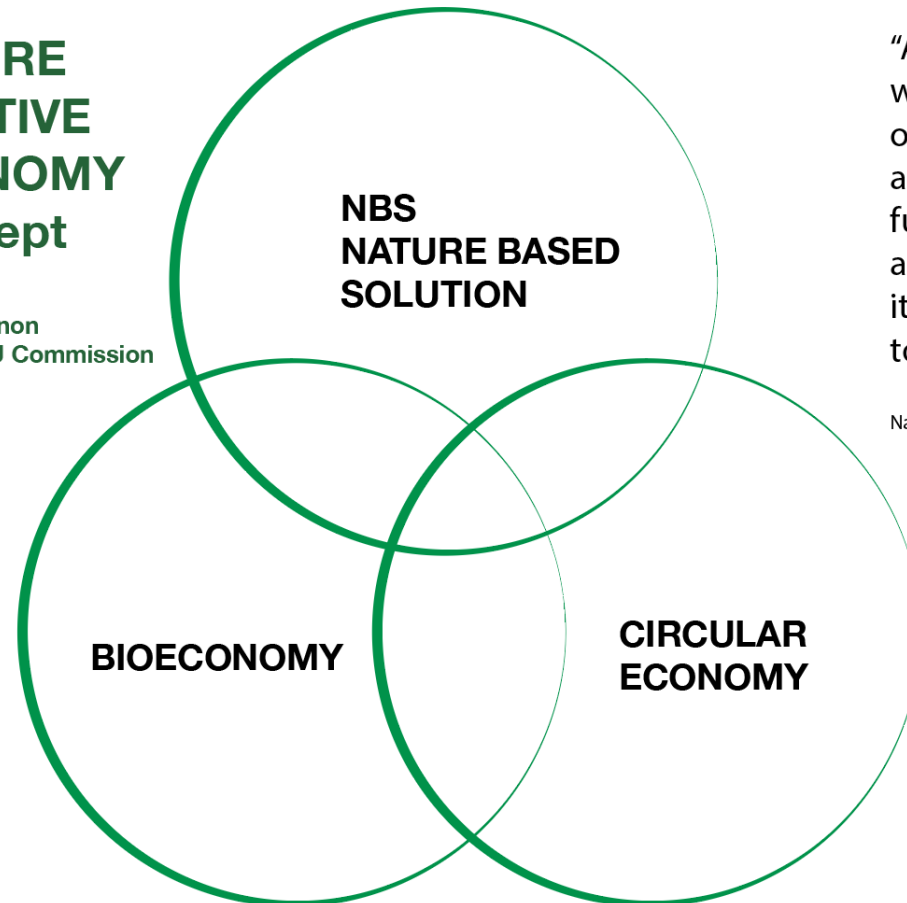 RE
TIVE
NOMY
ept
non
J Commission
NBS
NATURE BASED
SOLUTION
BIOECONOMY
CIRCULAR
ECONOMY
“A
w
o
a
fu
a
it
to
Na